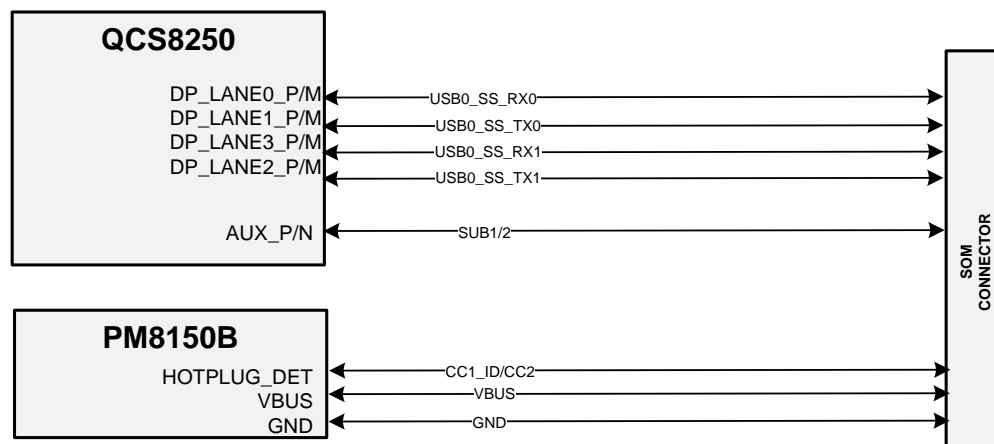 QCS8250
DP_LANE0_P/M
USB0_SS_RX0
DP_LANE1_P/M
USB0_SS_TX0
DP_LANE3_P/M
USB0_SS_RX1
DP_LANE2_P/M
USB0_SS_TX1
AUX_P/N
SUB1/2
SOM
CONNECTOR
PM8150B
HOTPLUG_DET
CC1_ID/CC2
VBUS
VBUS
GND
GND